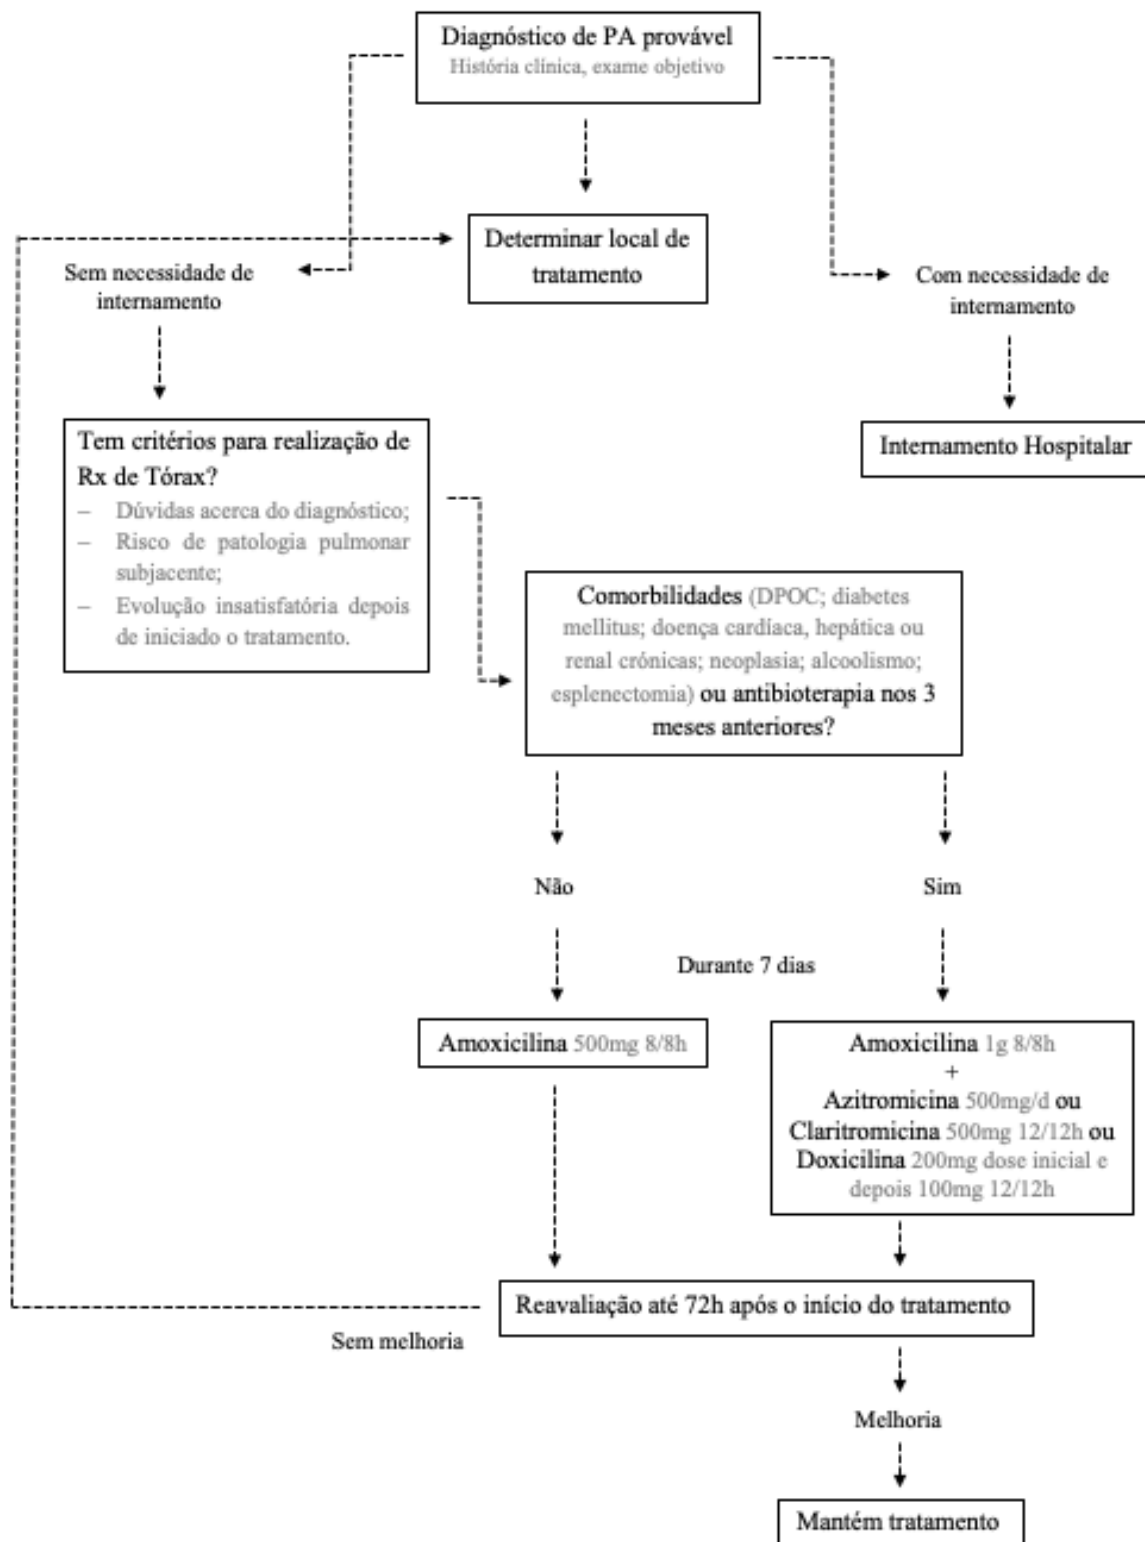 Diagnóstico de PA provável
História clínica, exame objetivo
Determinar local de
tratamento
Sem necessidade de
internamento
Com necessidade de
internamento
Tem critérios para realização de
Rx de Tórax?
– Dúvidas acerca do diagnóstico;
– Risco de patologia pulmonar
subjacente;
– Evolução insatisfatória depois
de iniciado o tratamento.
Internamento Hospitalar
Comorbilidades (DPOC; diabetes
mellitus; doença cardíaca, hepática ou
renal crónicas; neoplasia; alcoolismo;
esplenectomia) ou antibioterapia nos 3
meses anteriores?
Não
Sim
Durante 7 dias
Amoxicilina 500mg 8/8h
Amoxicilina 1g 8/8h
+
Azitromicina 500mg/d ou
Claritromicina 500mg 12/12h ou
Doxicilina 200mg dose inicial e
depois 100mg 12/12h
Reavaliação até 72h após o início do tratamento
Sem melhoria
Melhoria
Mantém tratamento